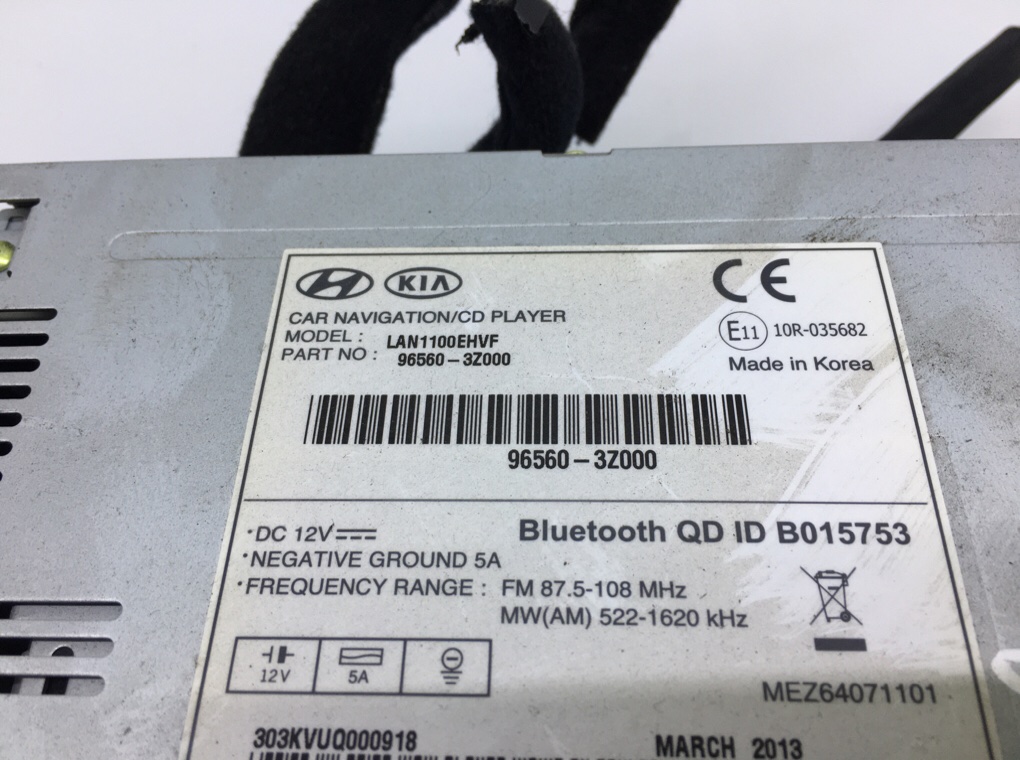 KIA
CE
CAR NAVIGATION/CD PLAYER
MODEL : LAN1100EHVF
PART NO : 96560-3Z000
E11 10R-035682
Made in Korea
96560-3Z000
•DC 12V
Bluetooth QD ID B015753
•NEGATIVE GROUND 5A
•FREQUENCY RANGE : FM 87.5-108 MHz
MW(AM) 522-1620 kHz
12V 5A
MEZ64071101
303KVUQ000918
MARCH 2013